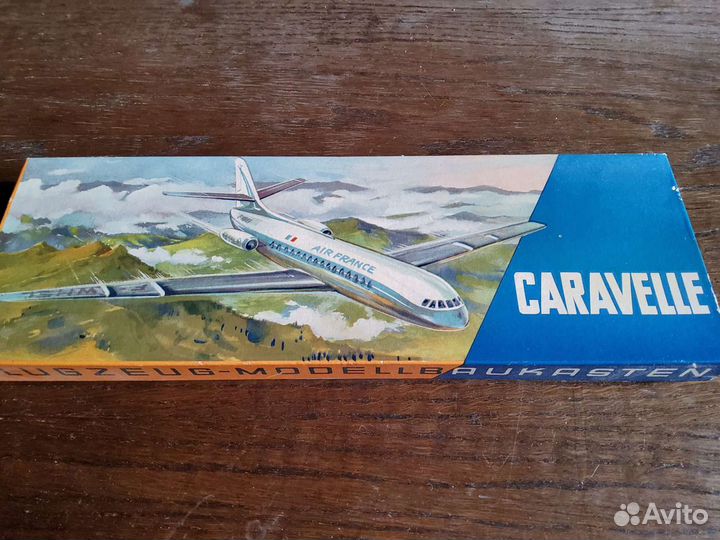 AIR FRANCE
CARAVELLE
LUGZEUG-MODELLBAUKASTEN
Avito